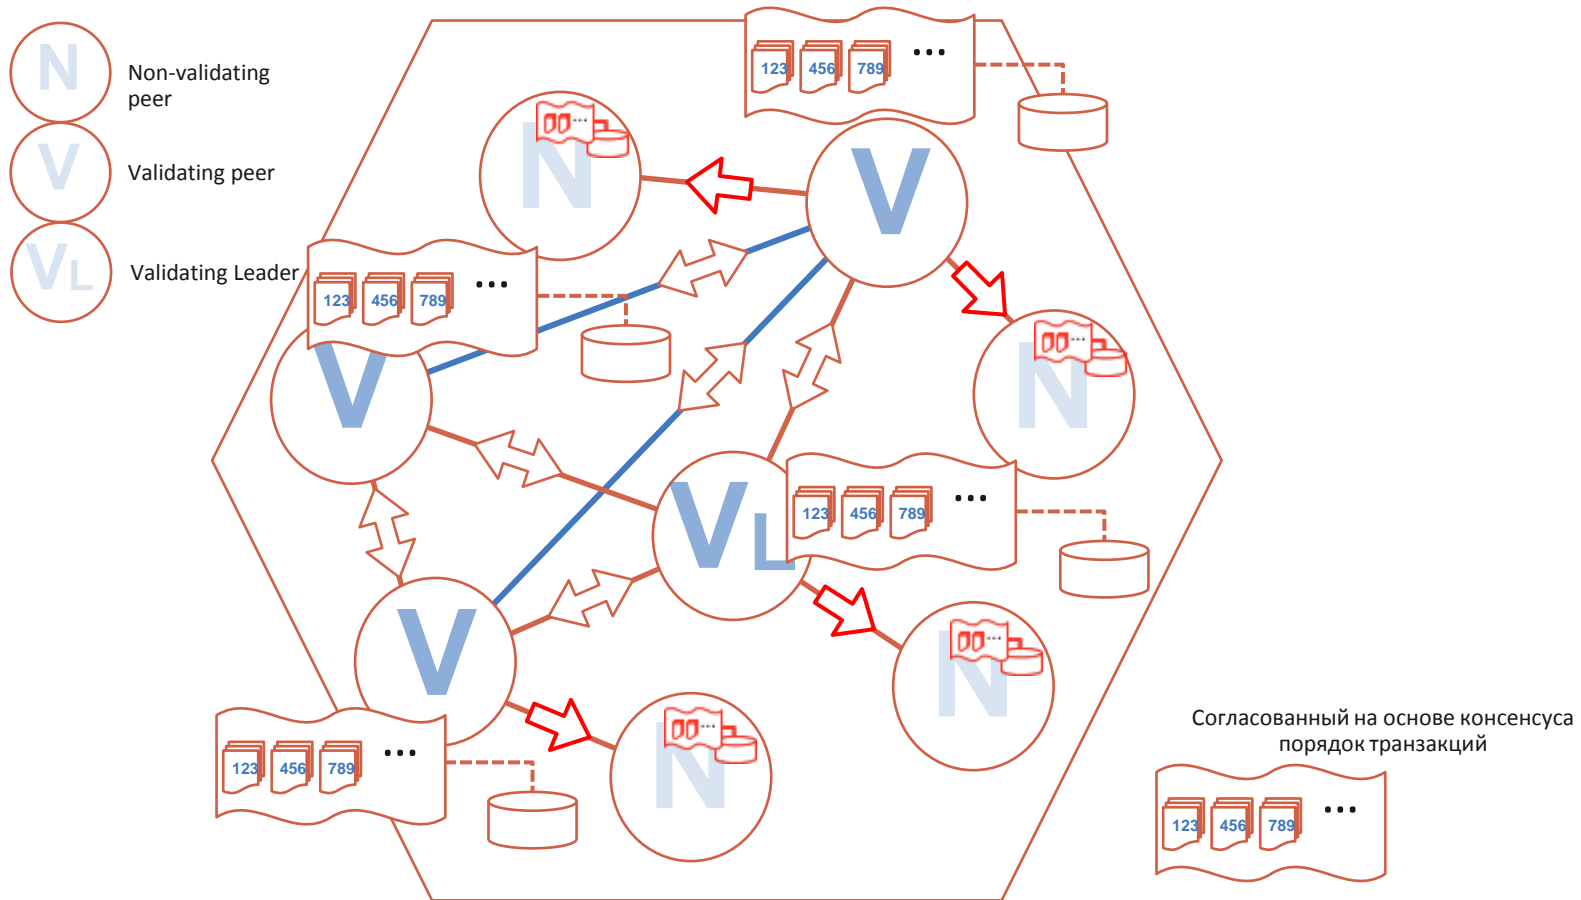 N
Non-validating
peer
V
Validating peer
VL
Validating Leader
123 456 789 ...
N ...
V
123 456 789 ...
V
N ...
VL
123 456 789 ...
V
N ...
123 456 789 ...
N ...
Согласованный на основе консенсуса
порядок транзакций
123 456 789 ...